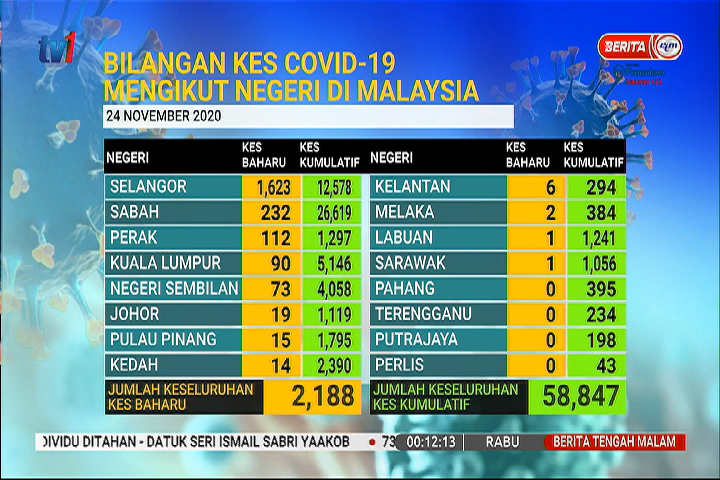 tv1
BERITA rtm
BILANGAN KES COVID-19
MENGIKUT NEGERI DI MALAYSIA
24 NOVEMBER 2020
NEGERI KES BAHARU KES KUMULATIF NEGERI KES BAHARU KES KUMULATIF
SELANGOR 1,623 12,578 KELANTAN 6 294
SABAH 232 26,619 MELAKA 2 384
PERAK 112 1,297 LABUAN 1 1,241
KUALA LUMPUR 90 5,146 SARAWAK 1 1,056
NEGERI SEMBILAN 73 4,058 PAHANG 0 395
JOHOR 19 1,119 TERENGGANU 0 234
PULAU PINANG 15 1,795 PUTRAJAYA 0 198
KEDAH 14 2,390 PERLIS 0 43
JUMLAH KESELURUHAN KES BAHARU 2,188 JUMLAH KESELURUHAN KES KUMULATIF 58,847
DIVIDU DITAHAN - DATUK SERI ISMAIL SABRI YAAKOB • 73 00:12:13 RABU BERITA TENGAH MALAM